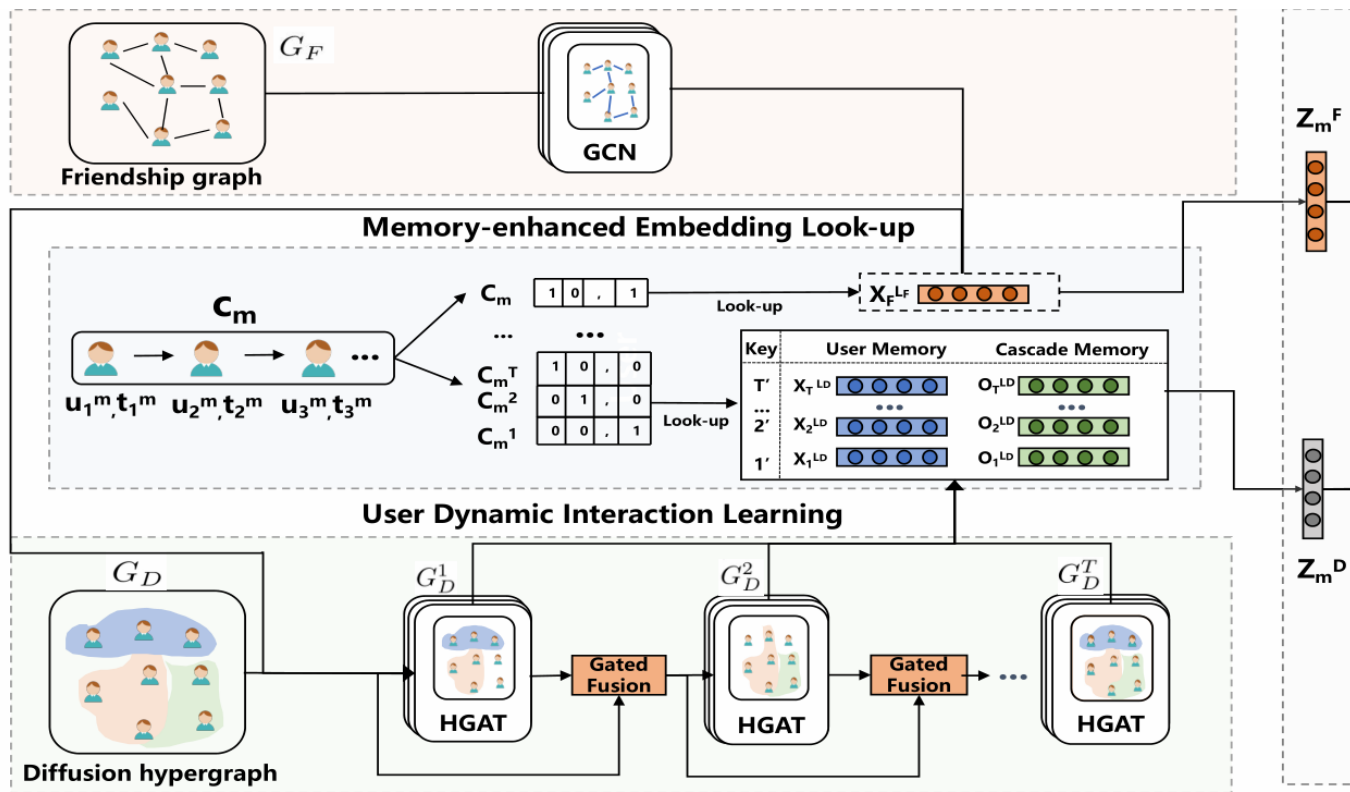 G_F
GCN
Friendship graph
Z_m^F
Memory-enhanced Embedding Look-up
C_m
u_1^m,t_1^m u_2^m,t_2^m u_3^m,t_3^m
...
C_m 1 0 , 1
... ...
C_m^T 1 0 , 0
C_m^2 0 1 , 0
C_m^1 0 0 , 1
Look-up
Look-up
X_F^{L_F}
Key User Memory Cascade Memory
T' X_T^{LD} O_T^{LD}
... ... ...
2' X_2^{LD} O_2^{LD}
1' X_1^{LD} O_1^{LD}
Z_m^D
User Dynamic Interaction Learning
G_D
G_D^1
G_D^2
G_D^T
Gated
Fusion
Gated
Fusion
...
HGAT
HGAT
HGAT
Diffusion hypergraph